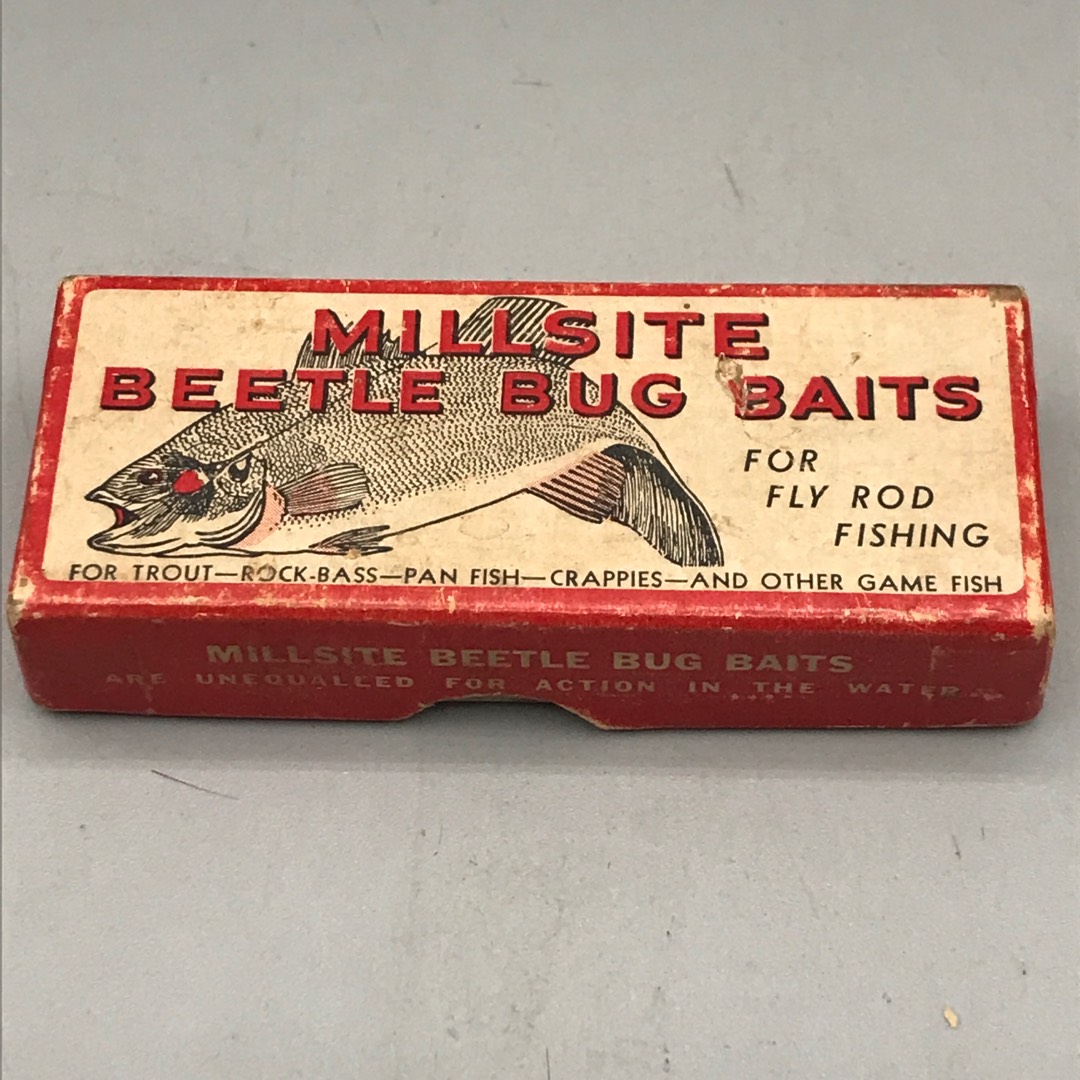 MILLSITE
BEETLE BUG BAITS
FOR
FLY ROD
FISHING
FOR TROUT—ROCK-BASS—PAN FISH—CRAPPIES—AND OTHER GAME FISH
MILLSITE BEETLE BUG BAITS
ARE UNEQUALLED FOR ACTION IN THE WATER